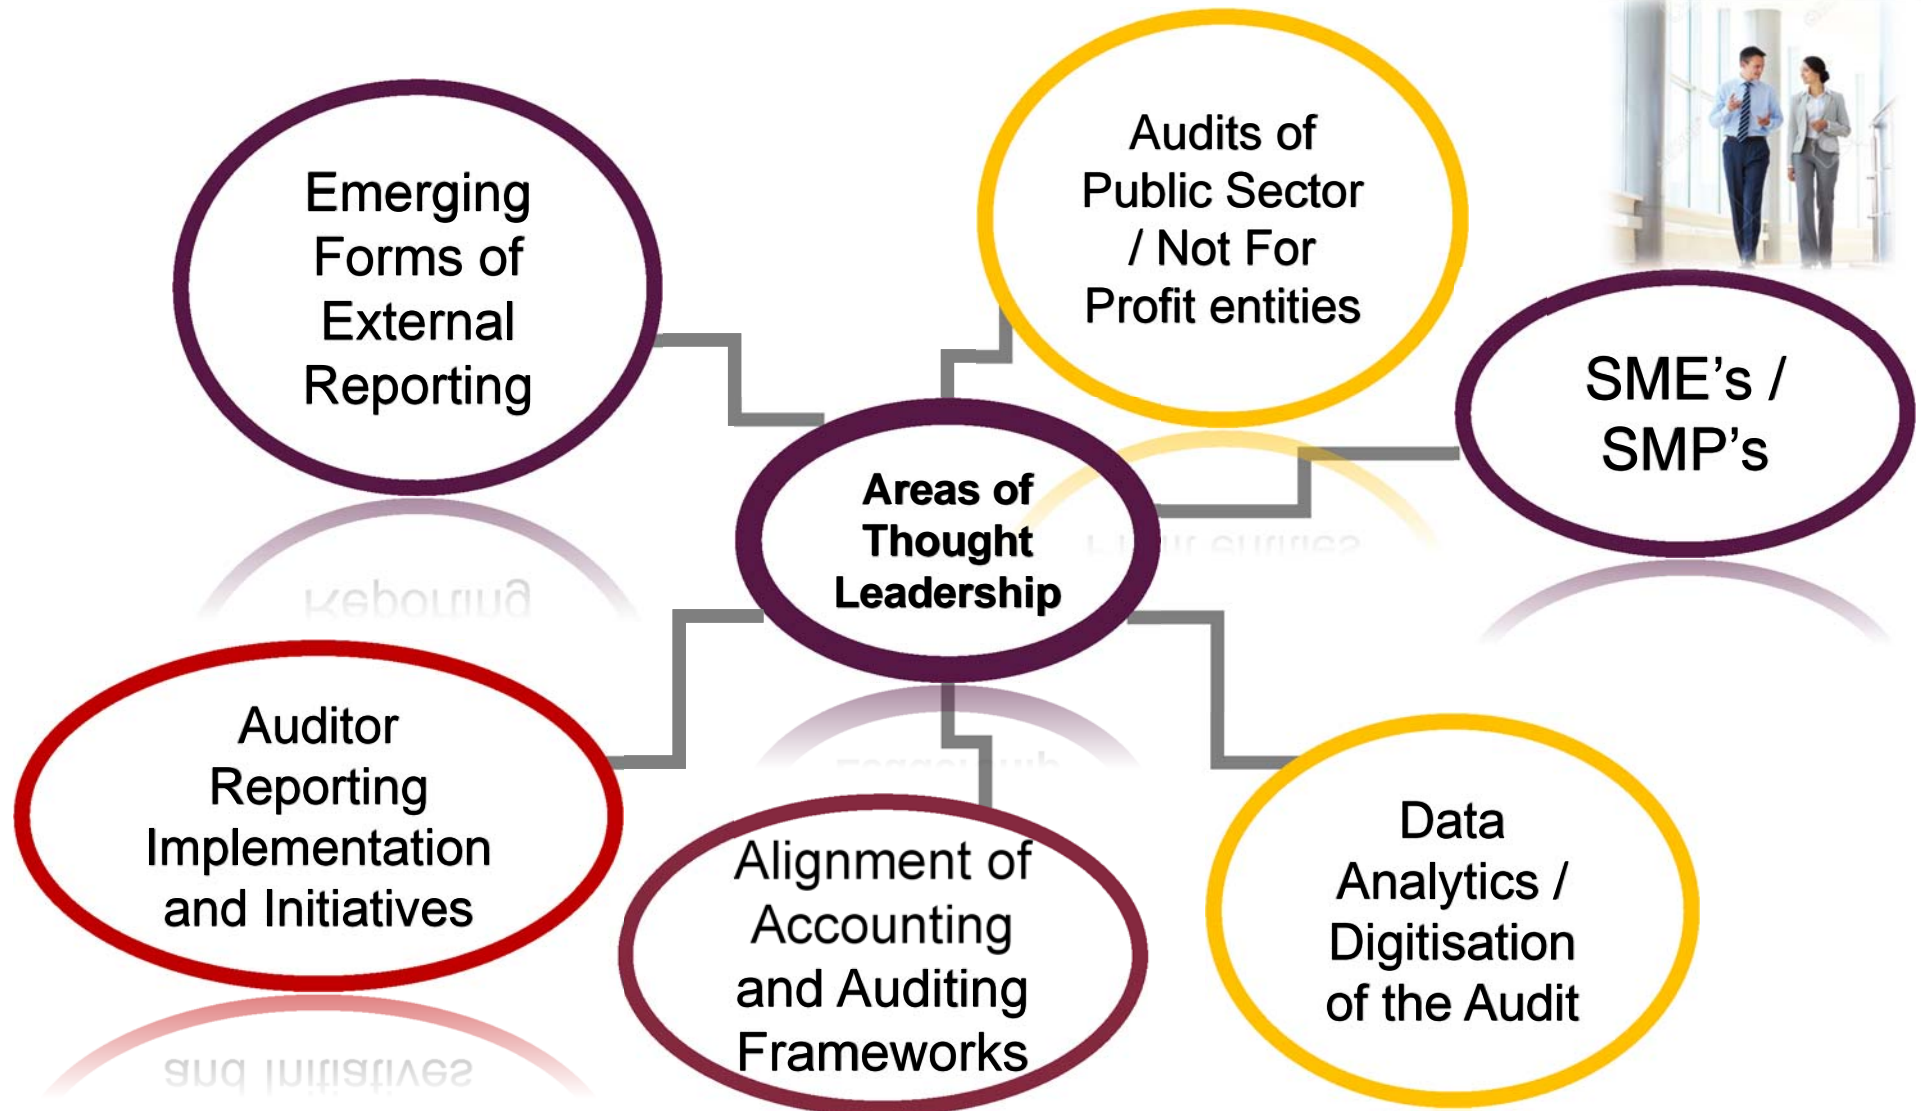 Emerging
Forms of
External
Reporting
Audits of
Public Sector
/ Not For
Profit entities
SME’s /
SMP’s
Areas of
Thought
Leadership
Auditor
Reporting
Implementation
and Initiatives
Alignment of
Accounting
and Auditing
Frameworks
Data
Analytics /
Digitisation
of the Audit